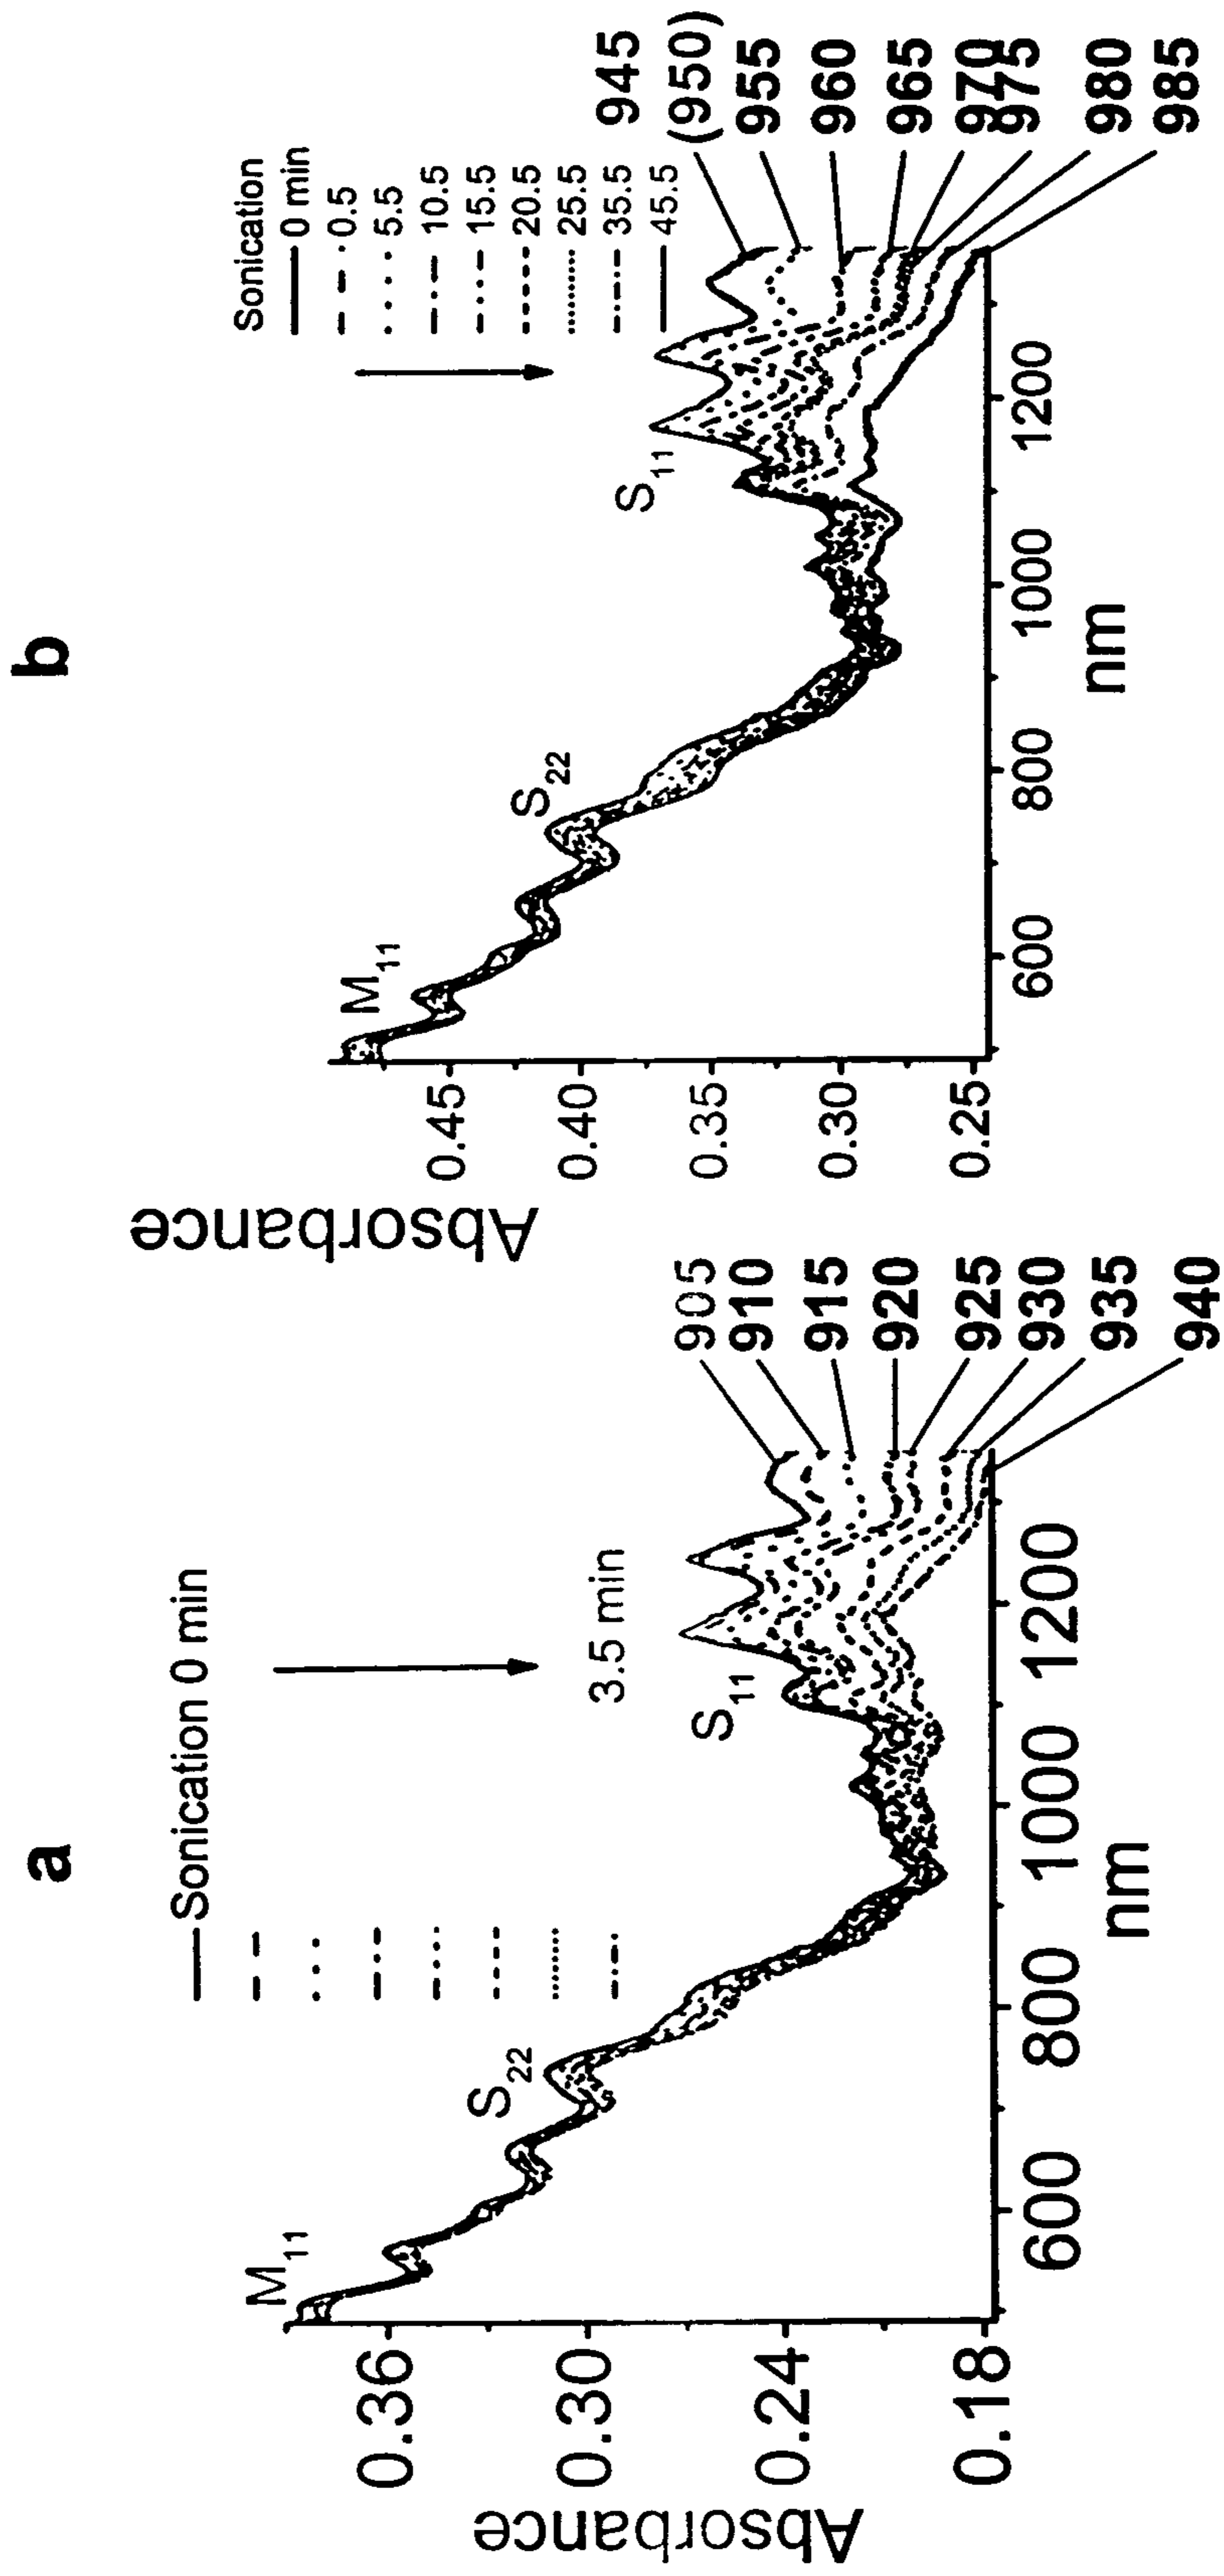 a
Sonication 0 min
3.5 min
M11
S22
S11
905
910
915
920
925
930
935
940
0.36
0.30
0.24
0.18
Absorbance
600
800
1000
1200
nm
b
Sonication
0 min
0.5
5.5
10.5
15.5
20.5
25.5
35.5
45.5
M11
S22
S11
945
(950)
955
960
965
970
975
980
985
0.45
0.40
0.35
0.30
0.25
Absorbance
600
800
1000
1200
nm